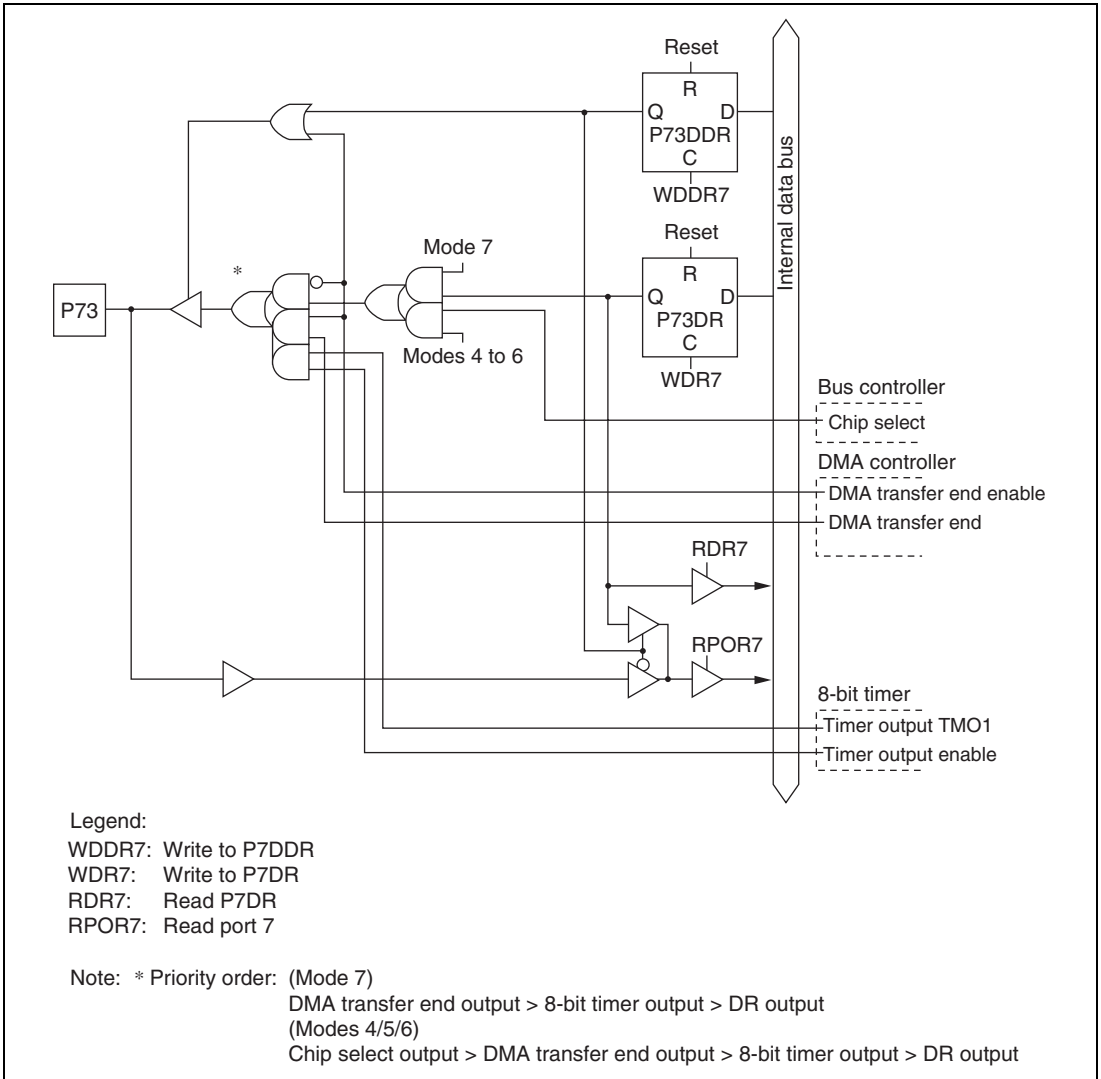 Reset
R
Q D
P73DDR
C
WDDR7
Internal data bus
Reset
Mode 7
R
*
Q D
P73
P73DR
C
Modes 4 to 6
WDR7
Bus controller
Chip select
DMA controller
DMA transfer end enable
DMA transfer end
RDR7
RPOR7
8-bit timer
Timer output TMO1
Timer output enable
Legend:
WDDR7: Write to P7DDR
WDR7: Write to P7DR
RDR7: Read P7DR
RPOR7: Read port 7
Note: * Priority order: (Mode 7)
DMA transfer end output > 8-bit timer output > DR output
(Modes 4/5/6)
Chip select output > DMA transfer end output > 8-bit timer output > DR output